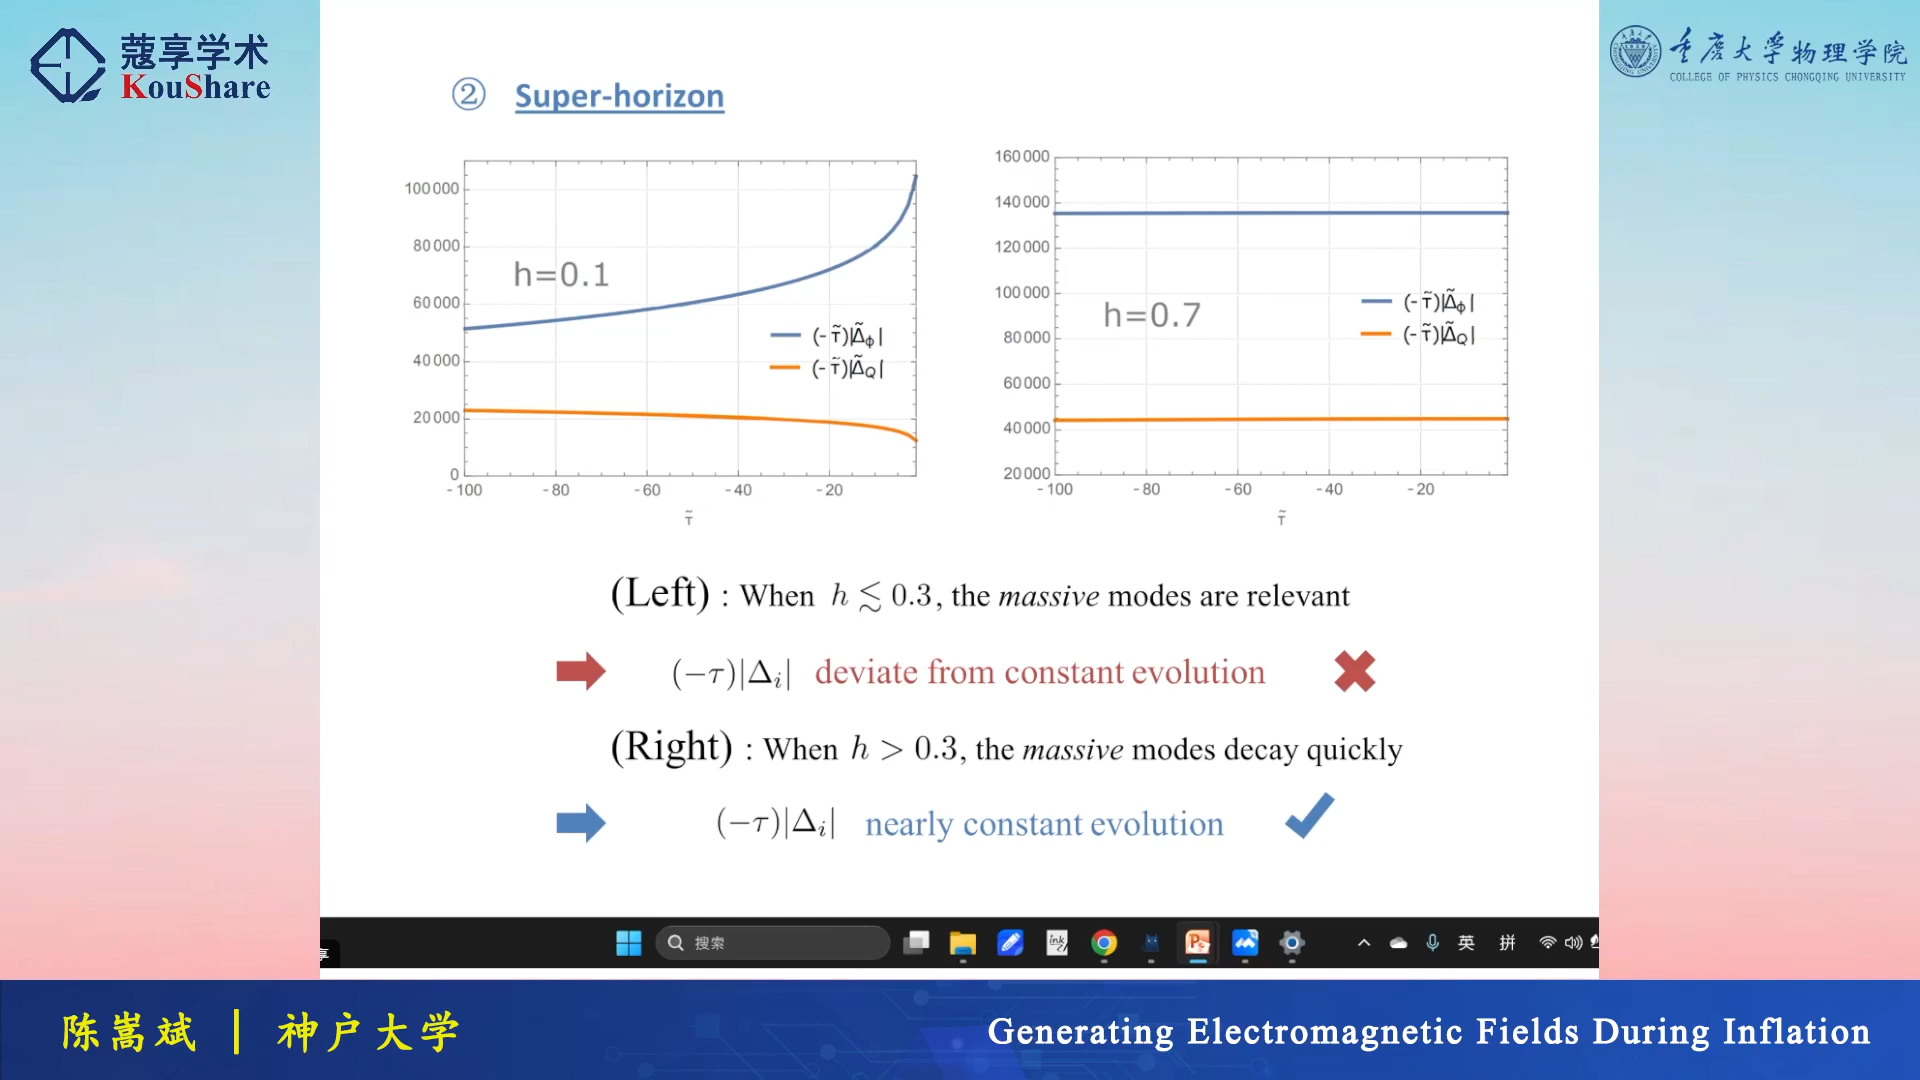 蔻享学术
KouShare
重庆大学物理学院
COLLEGE OF PHYSICS CHONGQING UNIVERSITY
② Super-horizon
100000
80000
60000
40000
20000
0
h=0.1
(-τ̃)|Δ̃ϕ|
(-τ̃)|Δ̃Q|
-100 -80 -60 -40 -20
τ̃
160000
140000
120000
100000
80000
60000
40000
20000
h=0.7
(-τ̃)|Δ̃ϕ|
(-τ̃)|Δ̃Q|
-100 -80 -60 -40 -20
τ̃
(Left) : When h ≲ 0.3, the massive modes are relevant
(−τ)|Δᵢ| deviate from constant evolution
(Right) : When h > 0.3, the massive modes decay quickly
(−τ)|Δᵢ| nearly constant evolution
享
搜索
英 拼
陈嵩斌 | 神户大学
Generating Electromagnetic Fields During Inflation